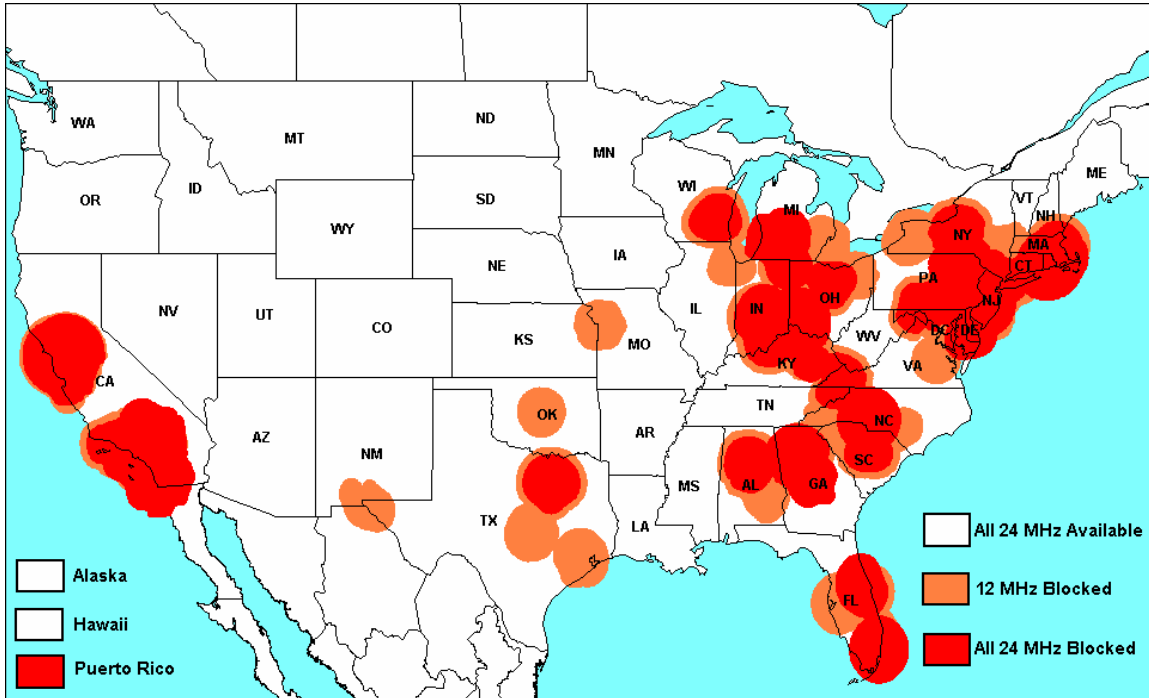 WA
MT
ND
MN
ME
OR
ID
SD
WI
MI
VT
NH
NY
MA
WY
CT
IA
NE
PA
NV
UT
CO
IL
IN
OH
NJ
KS
MO
WV
DC
DE
CA
KY
VA
TN
OK
NC
AZ
NM
AR
SC
MS
AL
GA
TX
LA
FL
Alaska
Hawaii
Puerto Rico
All 24 MHz Available
12 MHz Blocked
All 24 MHz Blocked